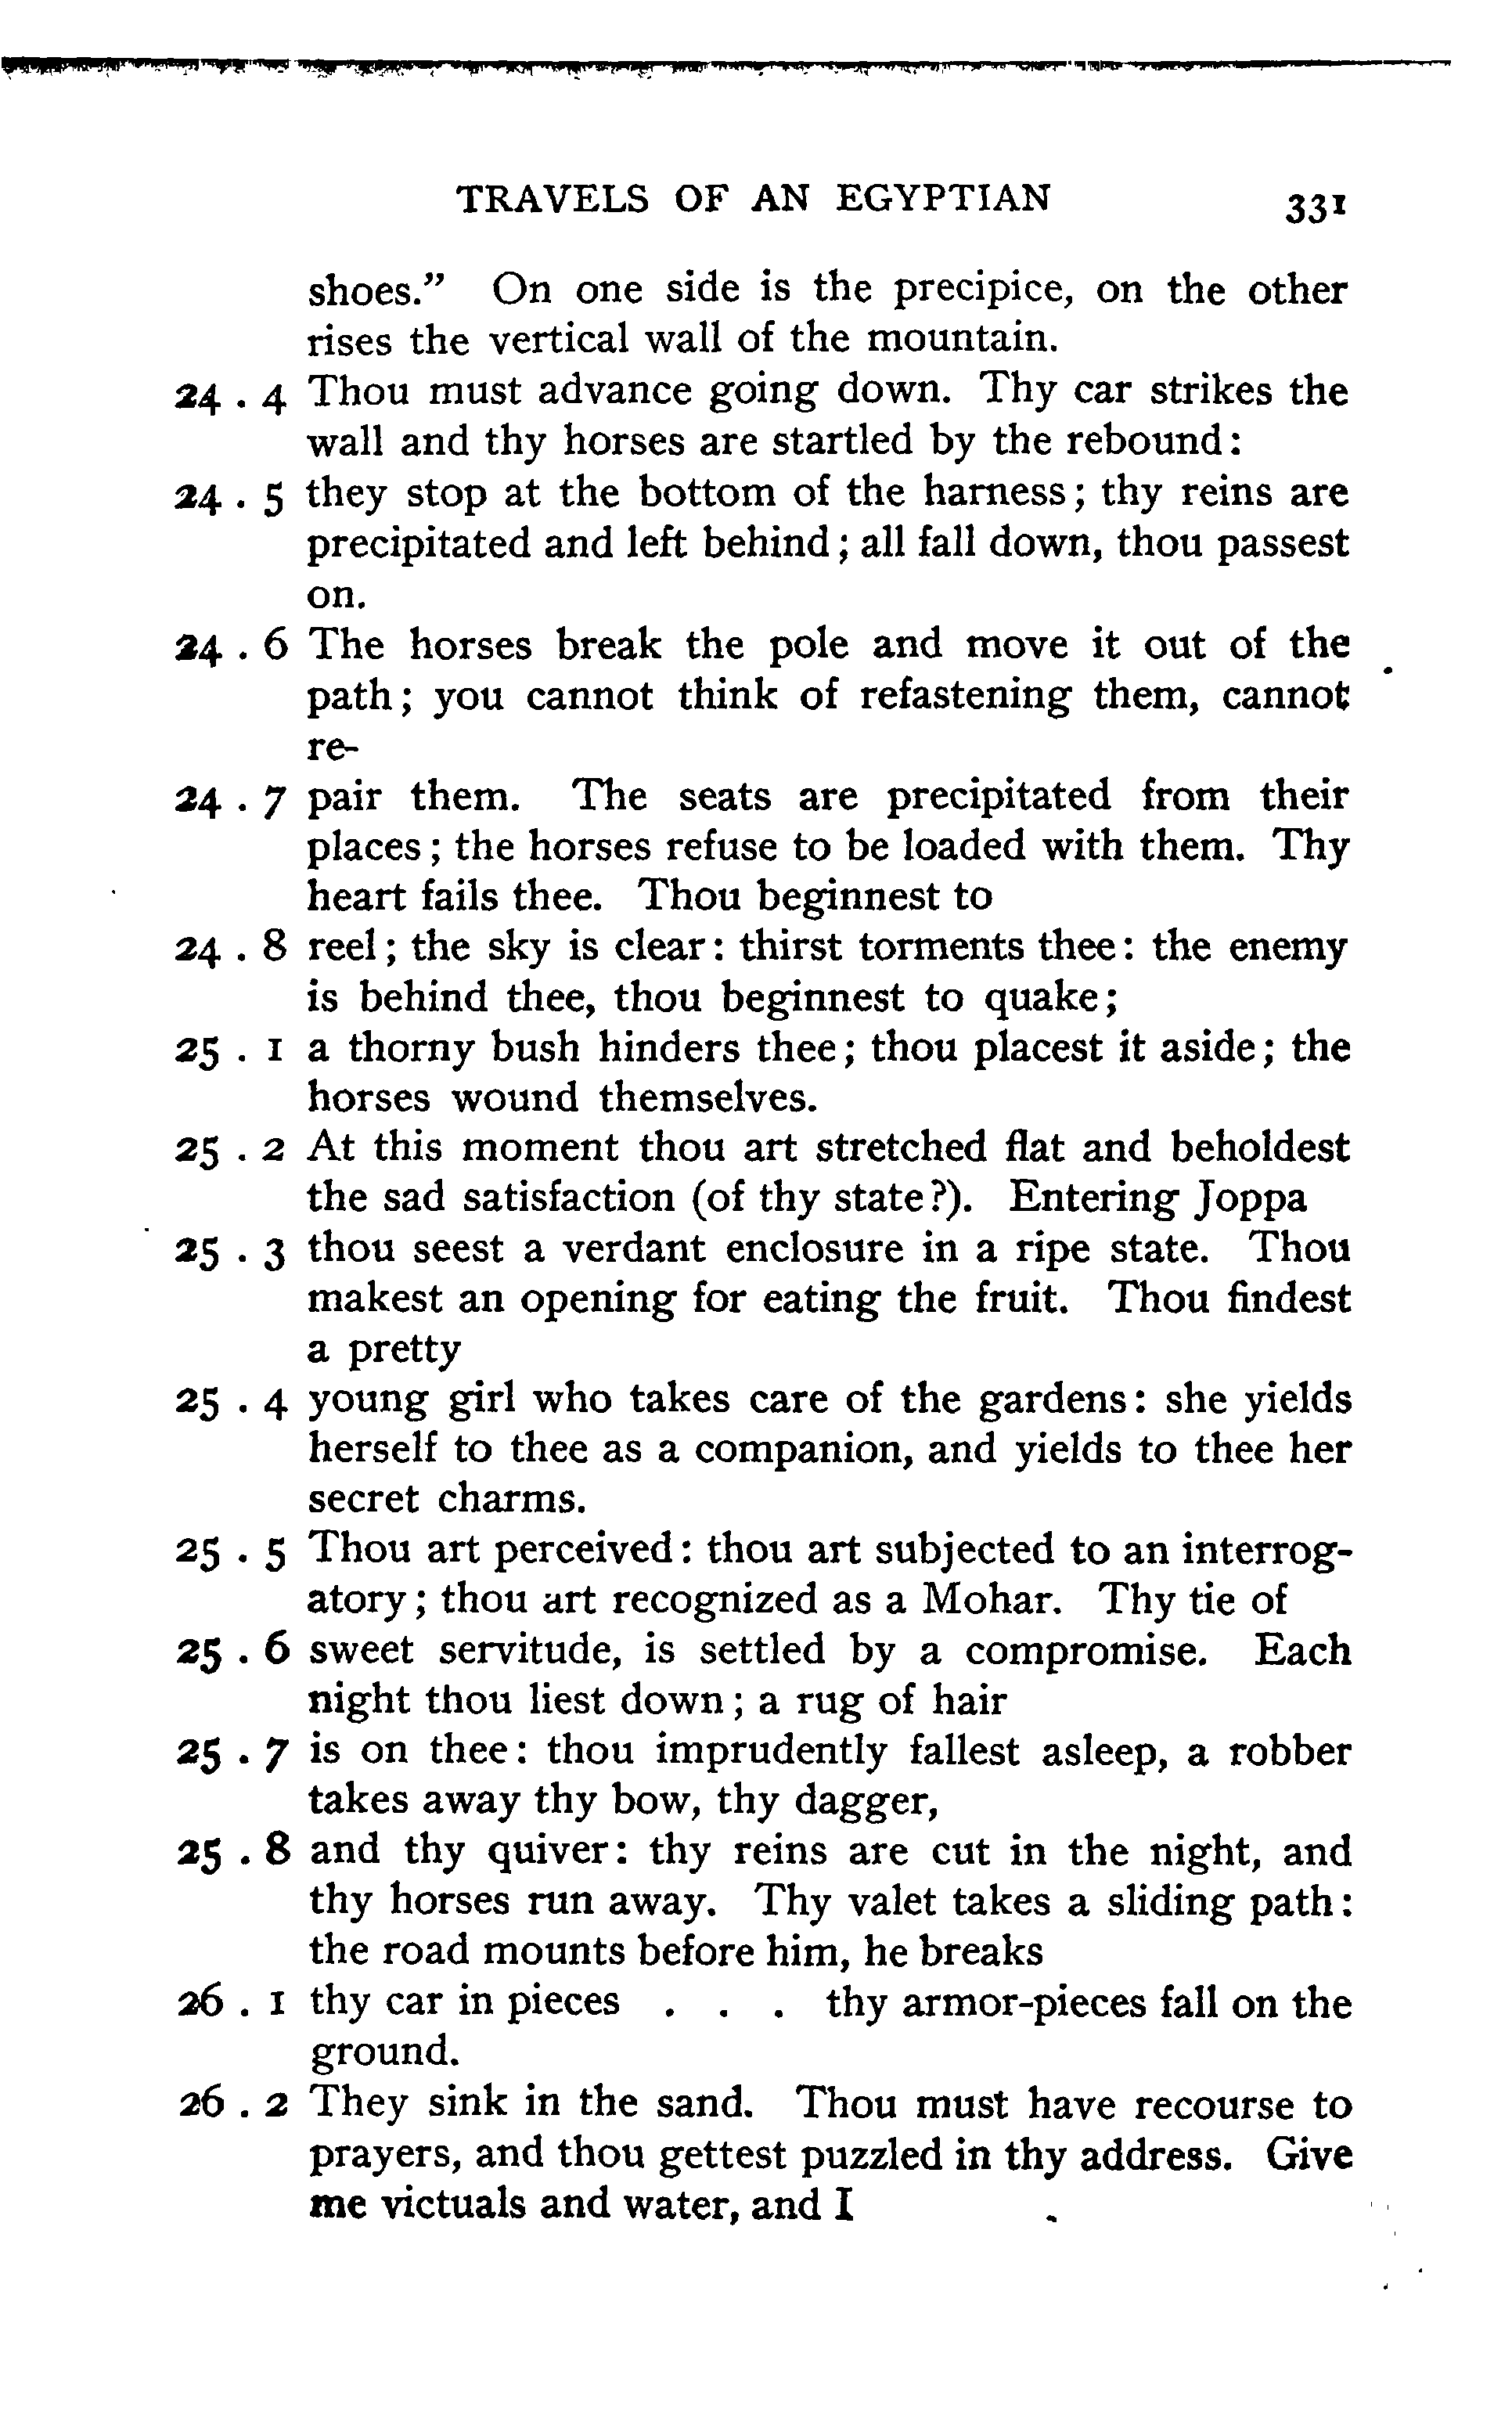 TRAVELS OF AN EGYPTIAN 331
shoes.” On one side is the precipice, on the other
rises the vertical wall of the mountain.
24 . 4 Thou must advance going down. Thy car strikes the
wall and thy horses are startled by the rebound:
24 . 5 they stop at the bottom of the harness; thy reins are
precipitated and left behind; all fall down, thou passest
on.
24 . 6 The horses break the pole and move it out of the
path; you cannot think of refastening them, cannot
re-
24 . 7 pair them. The seats are precipitated from their
places; the horses refuse to be loaded with them. Thy
heart fails thee. Thou beginnest to
24 . 8 reel; the sky is clear: thirst torments thee: the enemy
is behind thee, thou beginnest to quake;
25 . 1 a thorny bush hinders thee; thou placest it aside; the
horses wound themselves.
25 . 2 At this moment thou art stretched flat and beholdest
the sad satisfaction (of thy state?). Entering Joppa
25 . 3 thou seest a verdant enclosure in a ripe state. Thou
makest an opening for eating the fruit. Thou findest
a pretty
25 . 4 young girl who takes care of the gardens: she yields
herself to thee as a companion, and yields to thee her
secret charms.
25 . 5 Thou art perceived: thou art subjected to an interrog-
atory; thou art recognized as a Mohar. Thy tie of
25 . 6 sweet servitude, is settled by a compromise. Each
night thou liest down; a rug of hair
25 . 7 is on thee: thou imprudently fallest asleep, a robber
takes away thy bow, thy dagger,
25 . 8 and thy quiver: thy reins are cut in the night, and
thy horses run away. Thy valet takes a sliding path:
the road mounts before him, he breaks
26 . 1 thy car in pieces . . . thy armor-pieces fall on the
ground.
26 . 2 They sink in the sand. Thou must have recourse to
prayers, and thou gettest puzzled in thy address. Give
me victuals and water, and I